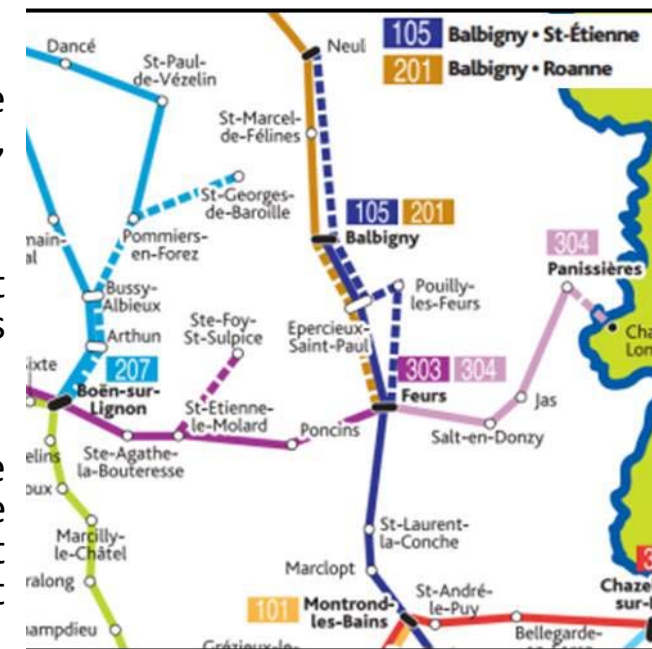 105 Balbigny • St-Étienne
201 Balbigny • Roanne
Neul
Dancé
St-Paul-
de-Vézelin
St-Marcel-
de-Félines
St-Georges-
de-Baroille
105 201
Balbigny
Pommiers-
en-Forez
304
Panissières
Pouilly-
les-Feurs
Bussy-
Albieux
Ste-Foy-
St-Sulpice
Epercieux-
Saint-Paul
Arthun
207
303 304
Feurs
Boën-sur-
Lignon
St-Etienne-
le-Molard
Jas
Poncins
Salt-en-Donzy
Ste-Agathe-
la-Bouteresse
St-Laurent-
la-Conche
Marcilly-
le-Châtel
Marclopt
101
Montrond-
les-Bains
St-André-
le-Puy
Bellegarde-